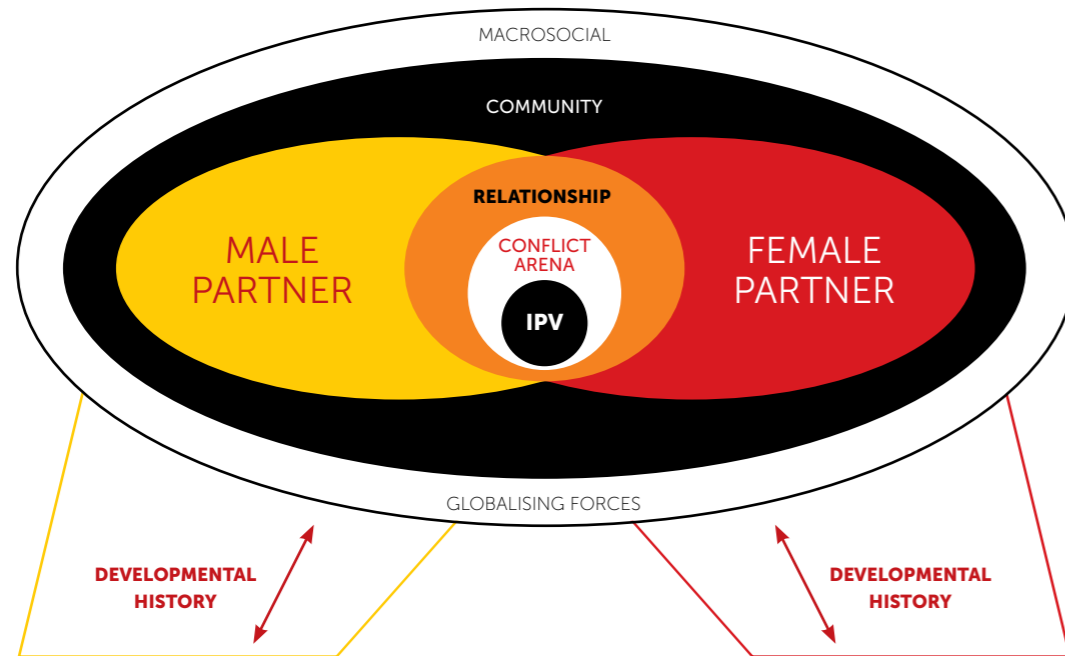 MACROSOCIAL
COMMUNITY
RELATIONSHIP
CONFLICT
ARENA
IPV
MALE
PARTNER
FEMALE
PARTNER
GLOBALISING FORCES
DEVELOPMENTAL
HISTORY
DEVELOPMENTAL
HISTORY